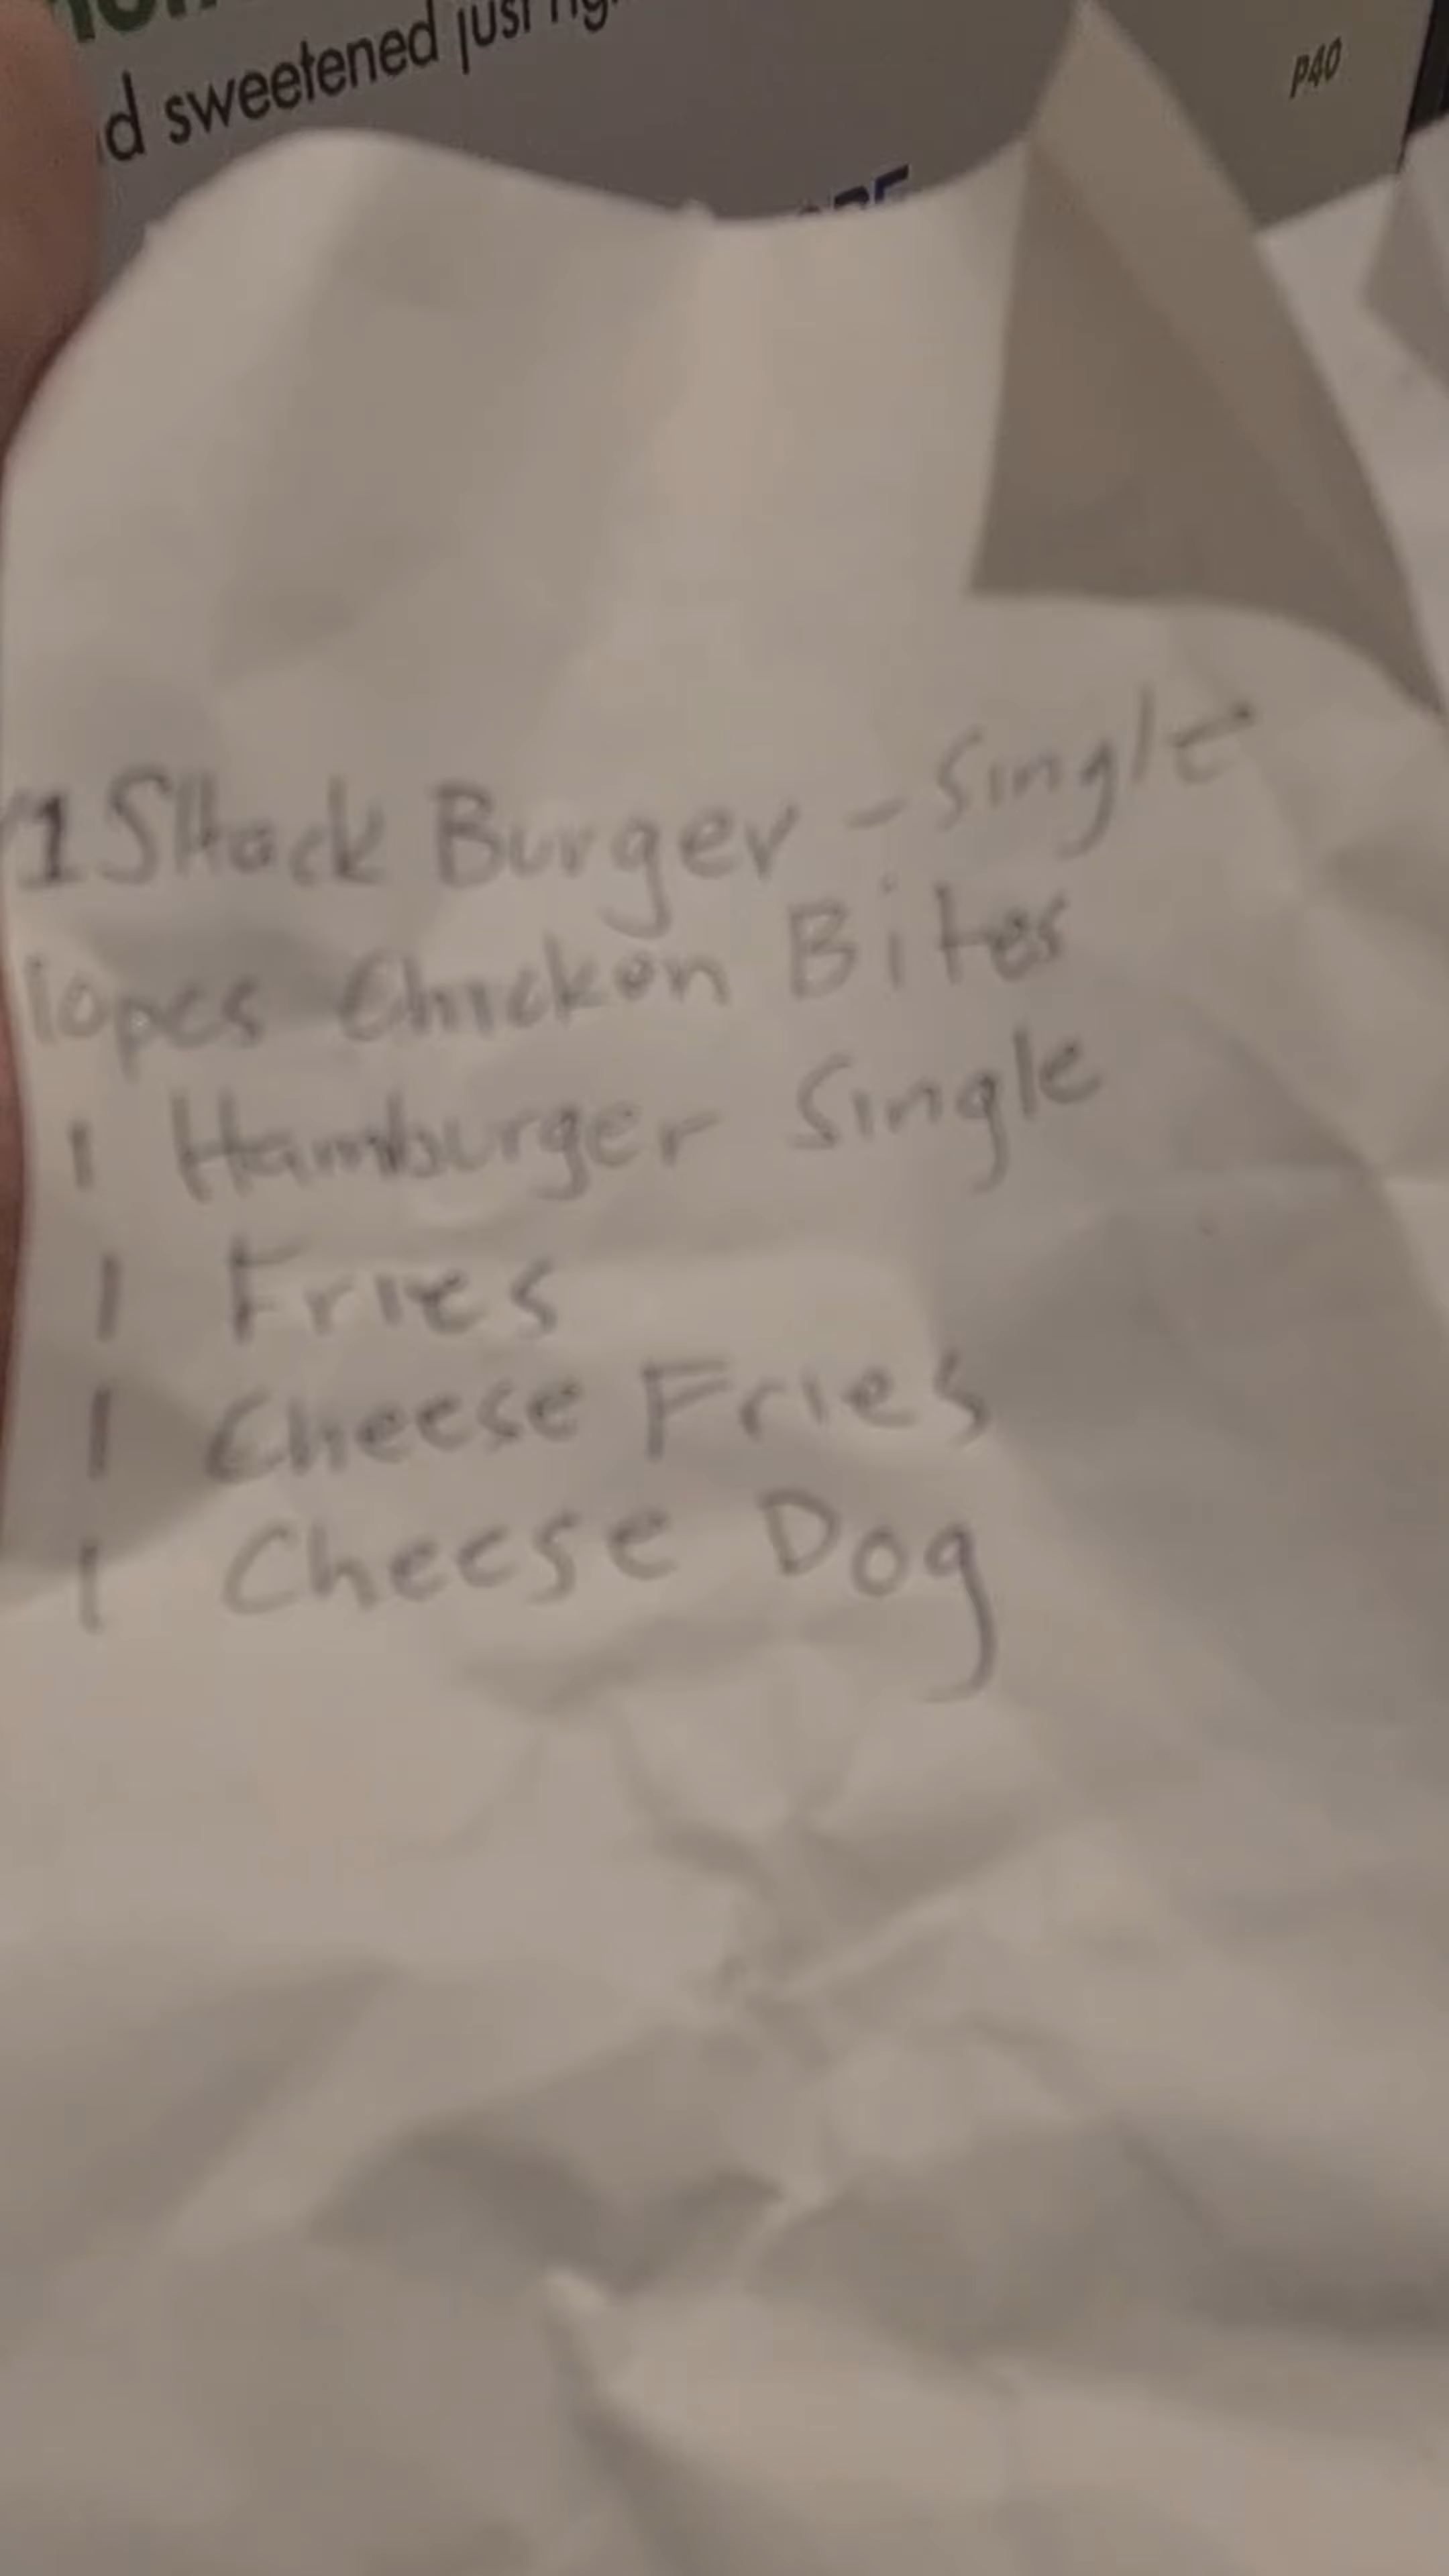 d sweetened just
P40
1 SHack Burger - Single
10pcs Chicken Bites
1 Hamburger Single
1 Fries
1 Cheese Fries
1 Cheese Dog